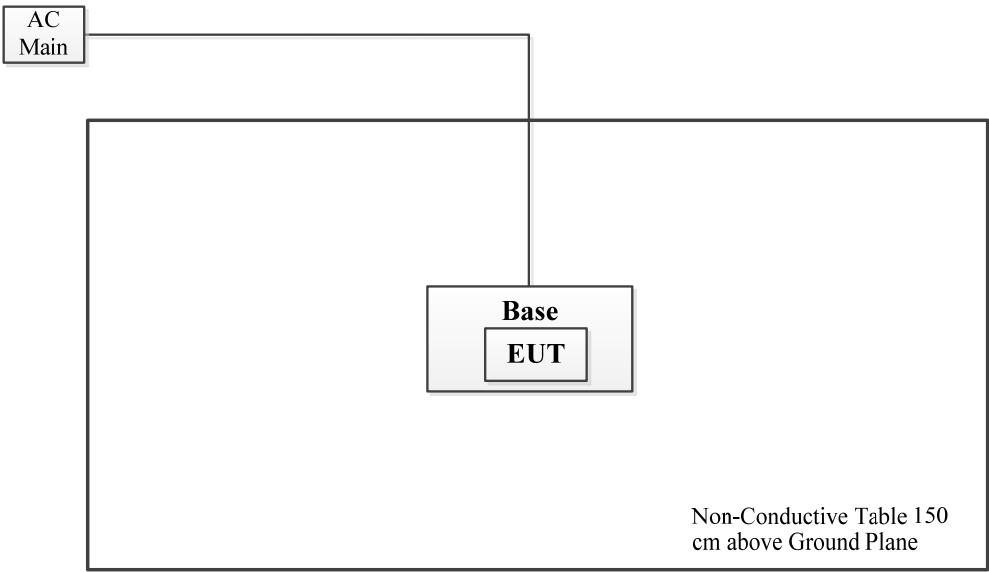 AC
Main
Base
EUT
Non-Conductive Table 150
cm above Ground Plane